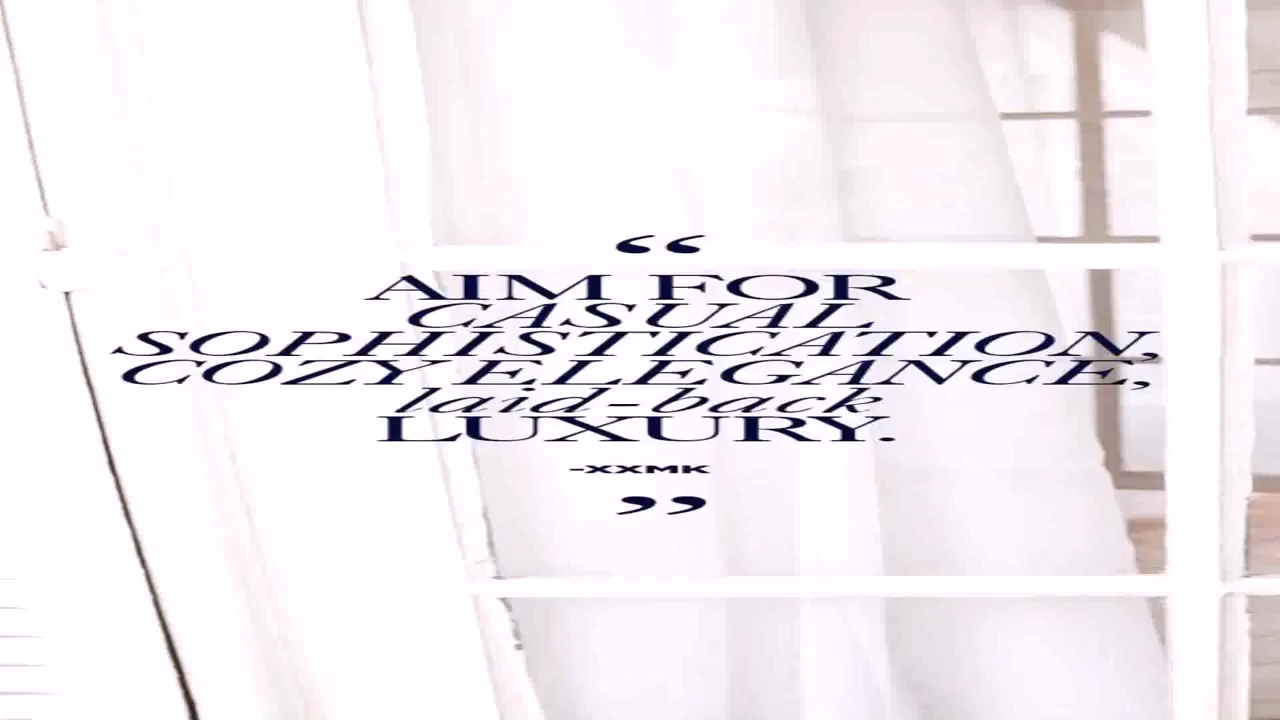 “
AIM FOR
CASUAL
SOPHISTICATION,
COZY ELEGANCE,
laid-back
LUXURY.
-XXMK
”